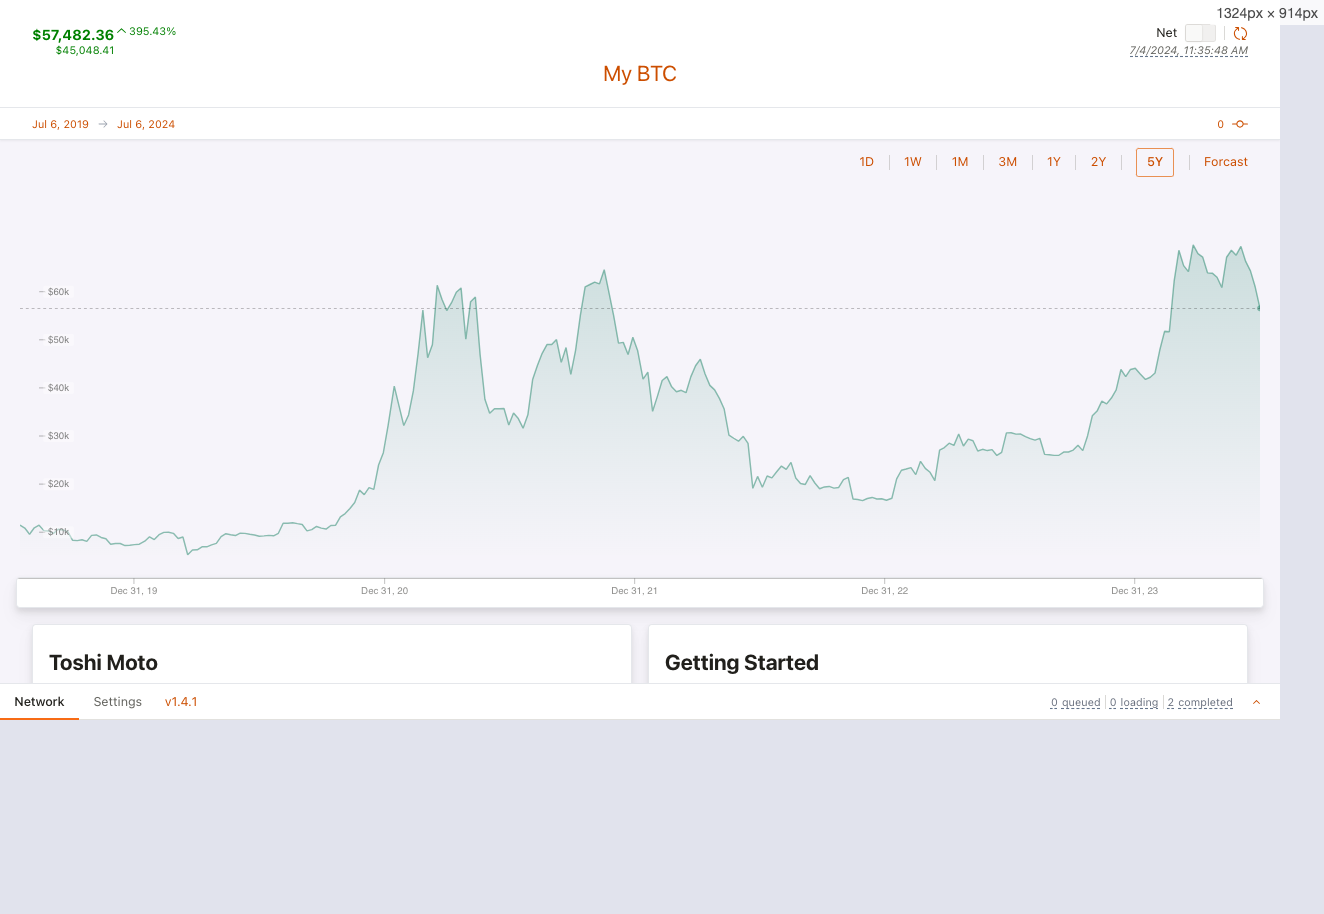 1324px × 914px
$57,482.36 395.43%
$45,048.41
Net
7/4/2024, 11:35:48 AM
My BTC
Jul 6, 2019 → Jul 6, 2024
0
1D 1W 1M 3M 1Y 2Y 5Y Forcast
$60k
$50k
$40k
$30k
$20k
$10k
Dec 31, 19 Dec 31, 20 Dec 31, 21 Dec 31, 22 Dec 31, 23
Toshi Moto
Getting Started
Network Settings v1.4.1
0 queued 0 loading 2 completed